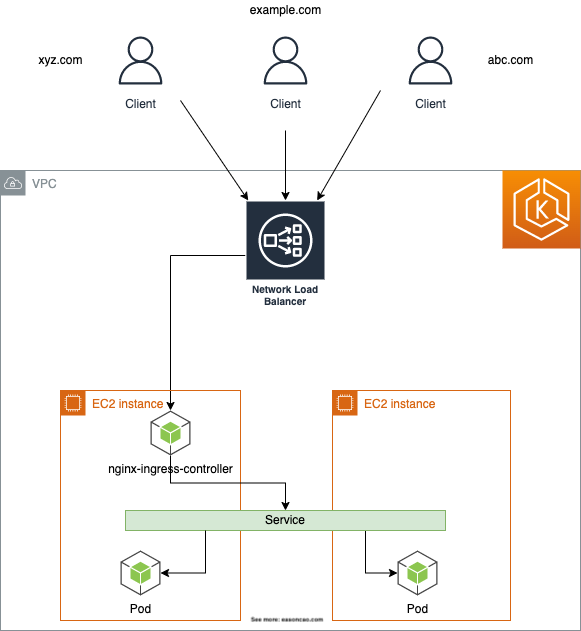 example.com
xyz.com
abc.com
Client
Client
Client
VPC
K
Network Load
Balancer
EC2 instance
EC2 instance
nginx-ingress-controller
Service
Pod
Pod
See more: easoncao.com